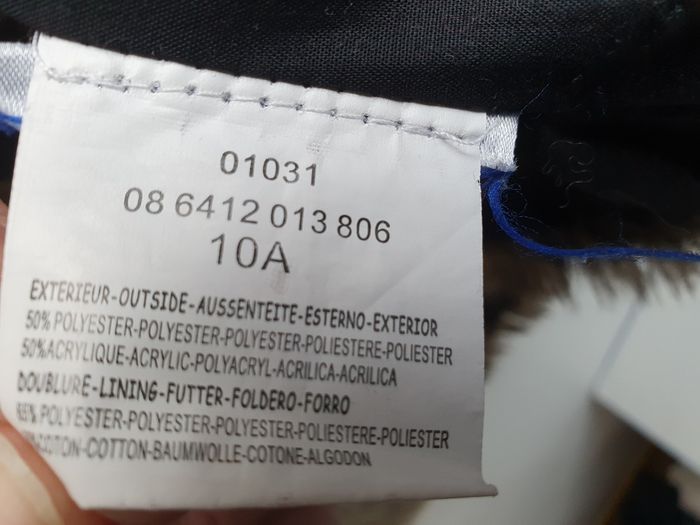 01031
08 6412 013 806
10A
EXTERIEUR-OUTSIDE-AUSSENTEITE-ESTERNO-EXTERIOR
50% POLYESTER-POLYESTER-POLYESTER-POLIESTERE-POLIESTER
50%ACRYLIQUE-ACRYLIC-POLYACRYL-ACRILICA-ACRILICA
DOUBLURE-LINING-FUTTER-FOLDERO-FORRO
POLYESTER-POLYESTER-POLYESTER-POLIESTERE-POLIESTER
COTON-COTTON-BAUMWOLLE-COTONE-ALGODON